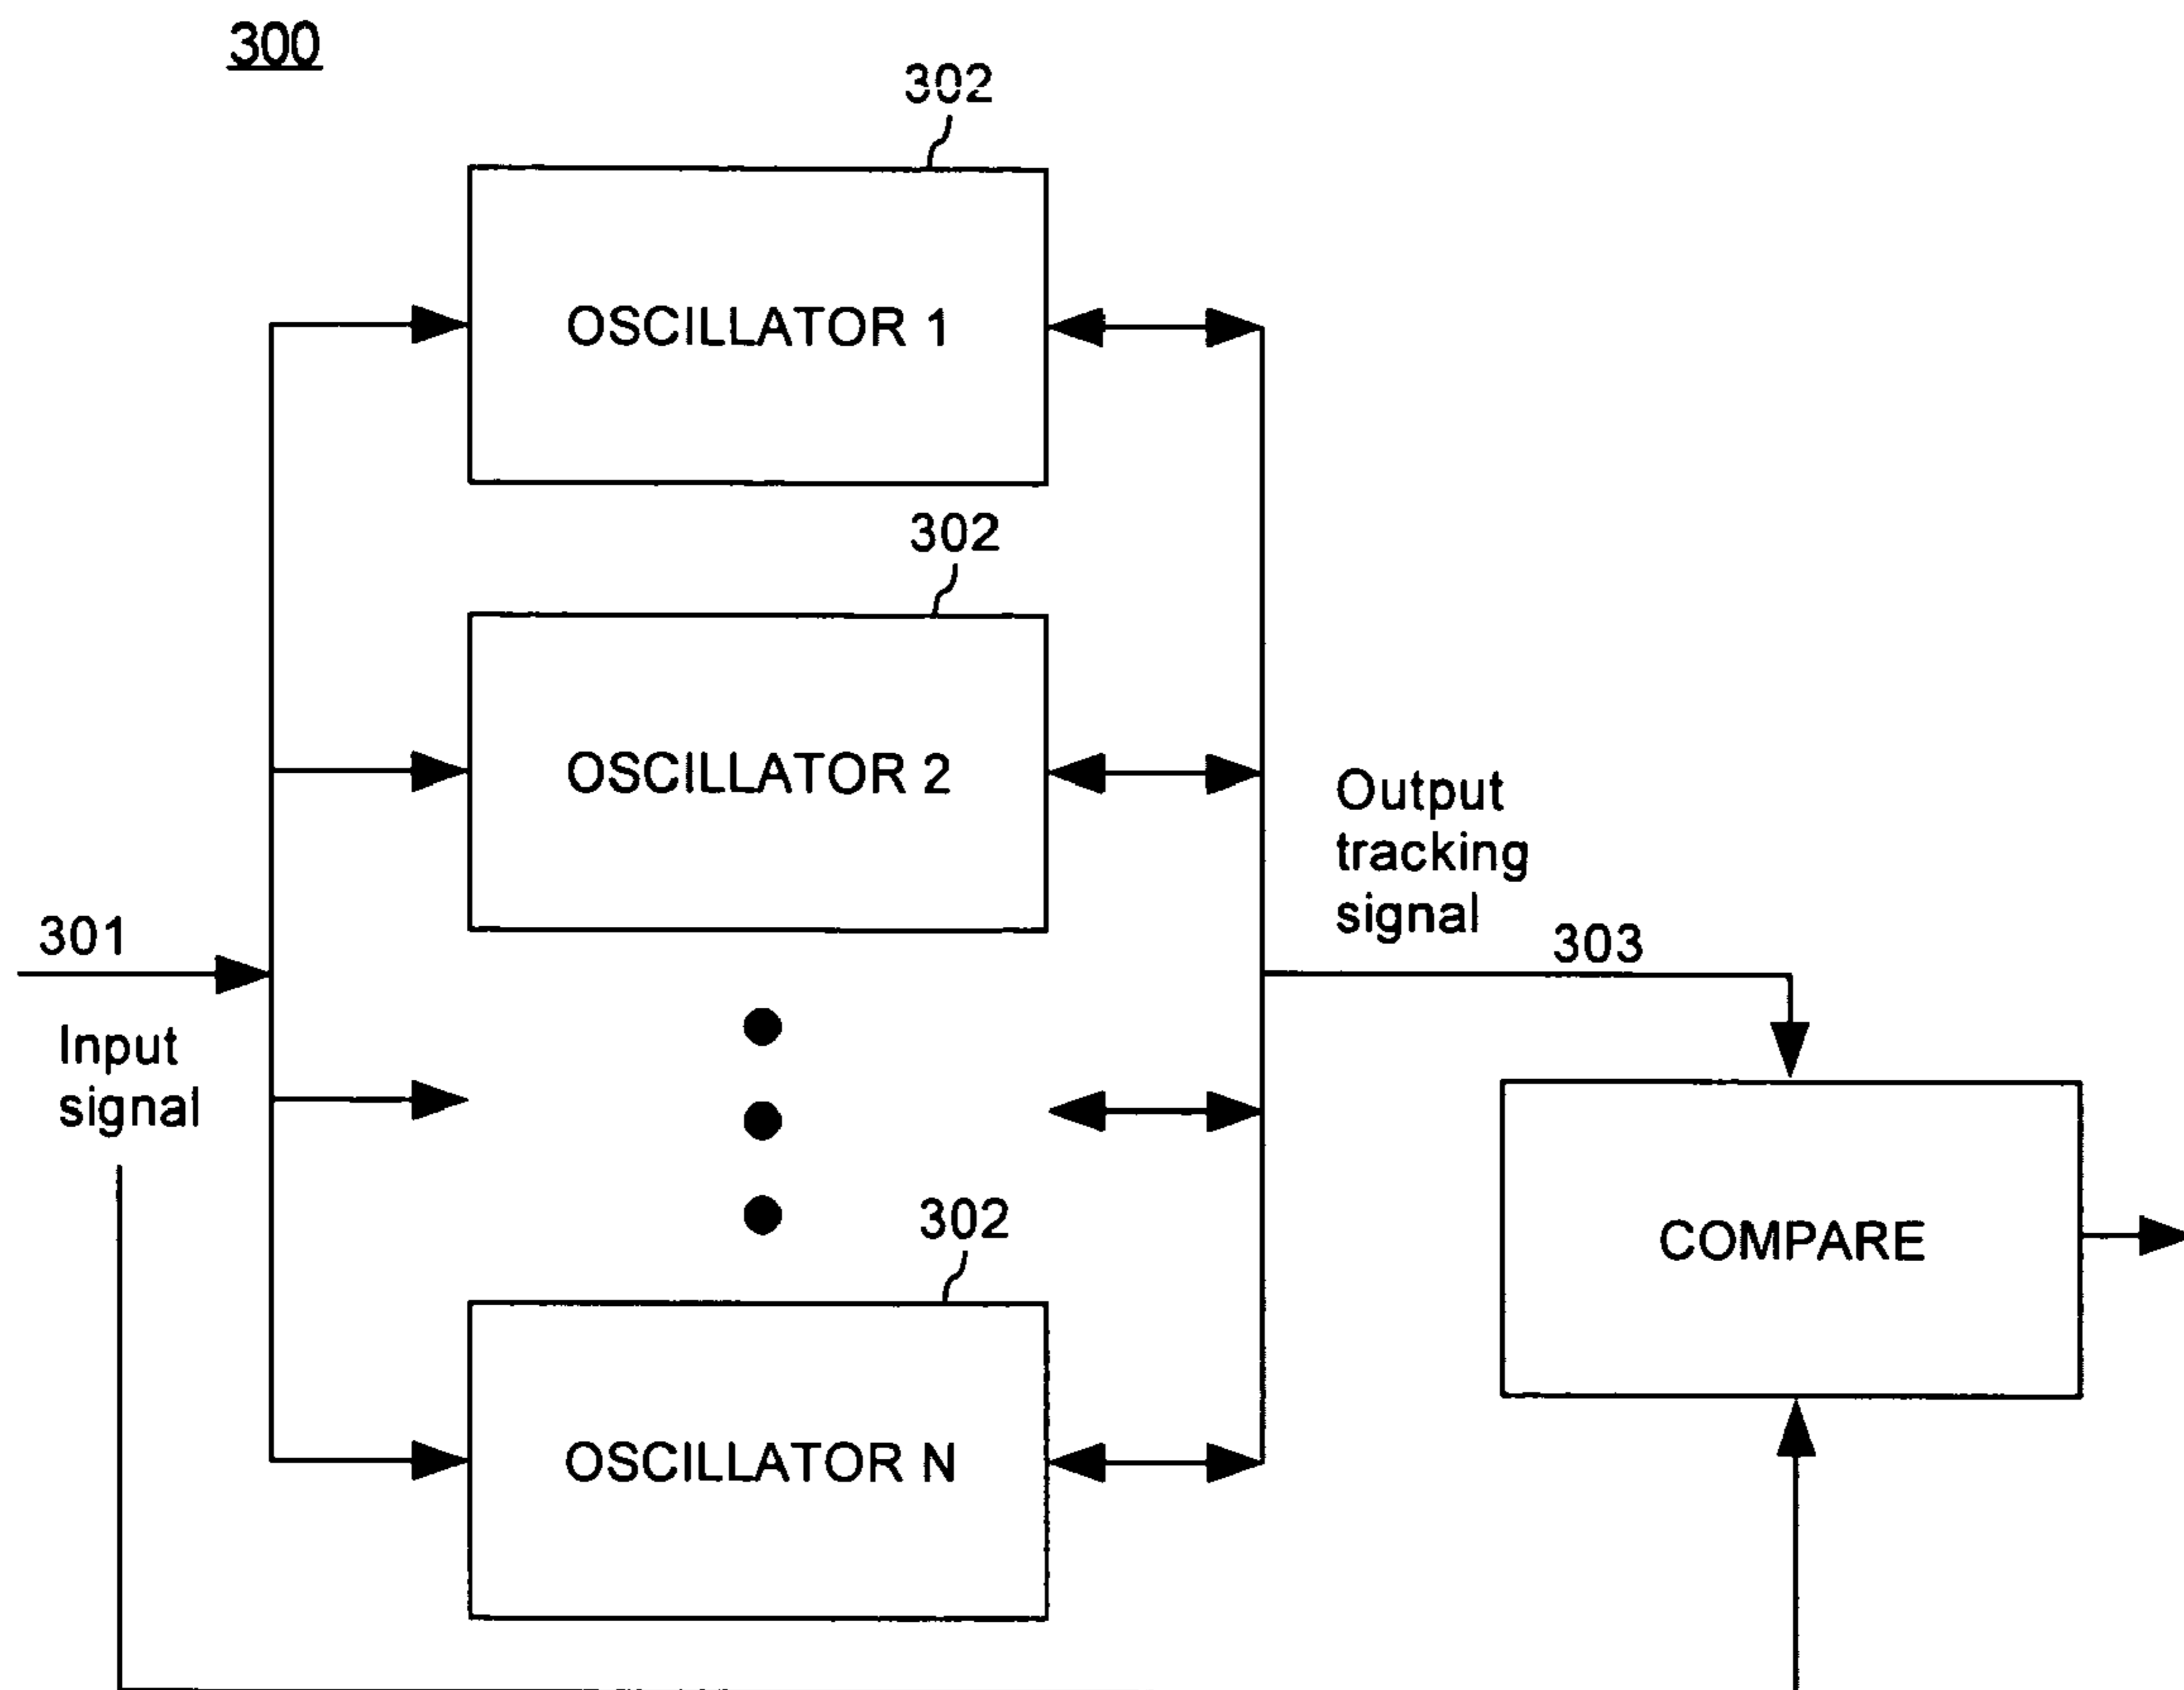 300
302
OSCILLATOR 1
302
OSCILLATOR 2
Output
tracking
signal
301
303
Input
signal
302
COMPARE
OSCILLATOR N